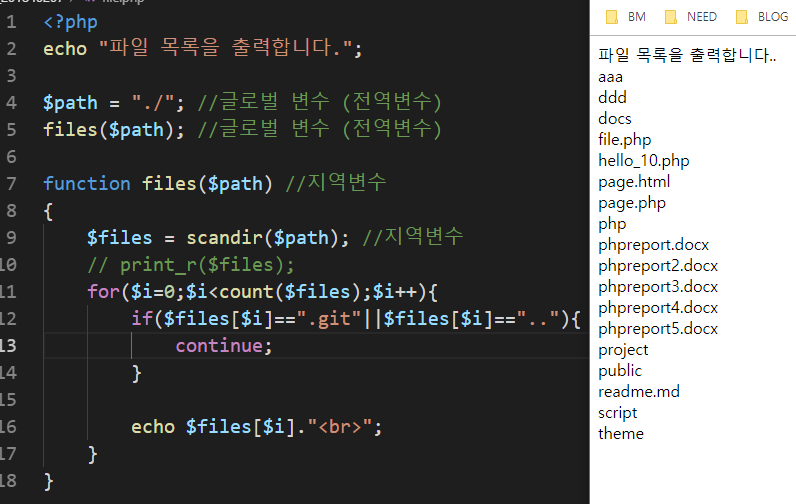 file.php
BM NEED BLOG
1 <?php
2 echo "파일 목록을 출력합니다.";
3
4 $path = "./"; //글로벌 변수 (전역변수)
5 files($path); //글로벌 변수 (전역변수)
6
7 function files($path) //지역변수
8 {
9 $files = scandir($path); //지역변수
10 // print_r($files);
11 for($i=0;$i<count($files);$i++){
12 if($files[$i]==".git"||$files[$i]==".."){
13 continue;
14 }
15
16 echo $files[$i]."<br>";
17 }
18 }
파일 목록을 출력합니다..
aaa
ddd
docs
file.php
hello_10.php
page.html
page.php
php
phpreport.docx
phpreport2.docx
phpreport3.docx
phpreport4.docx
phpreport5.docx
project
public
readme.md
script
theme